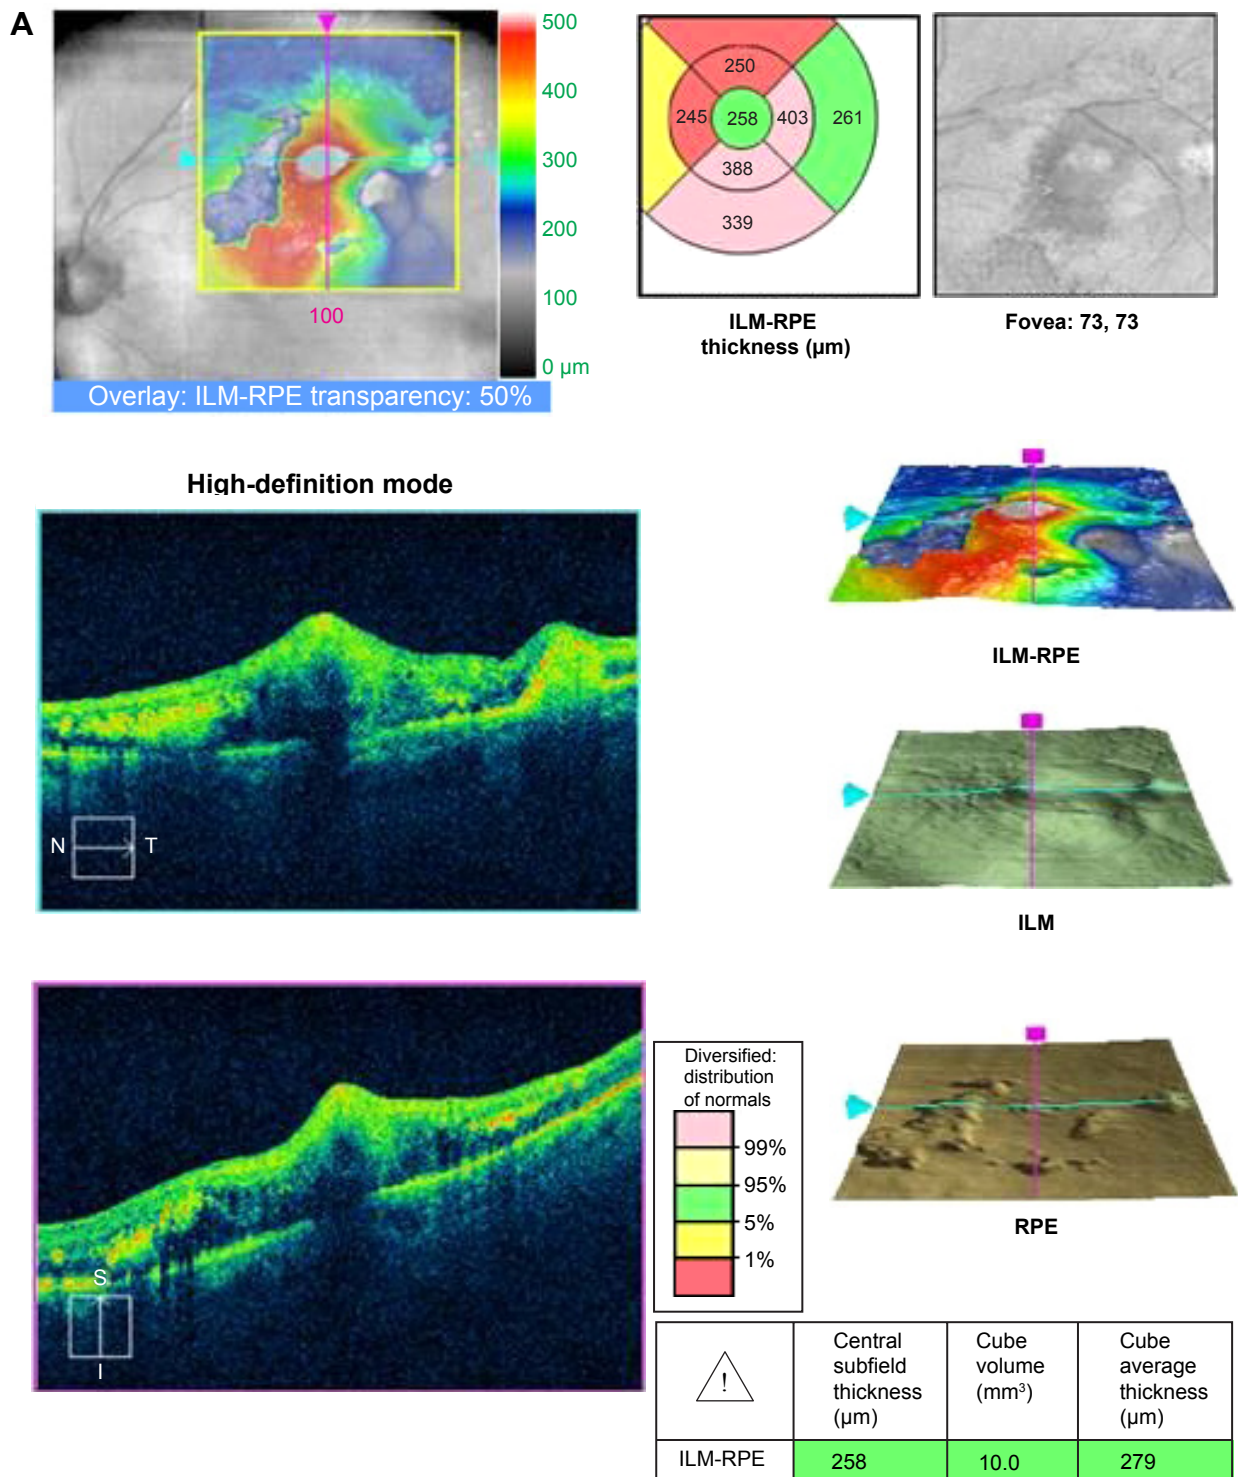 A
500
400
300
200
100
0 µm
100
Overlay: ILM-RPE transparency: 50%
250
245
258
403
261
388
339
ILM-RPE
thickness (µm)
Fovea: 73, 73
High-definition mode
N
T
ILM-RPE
ILM
S
I
Diversified:
distribution
of normals
99%
95%
5%
1%
RPE
!
Central
subfield
thickness
(µm)
Cube
volume
(mm³)
Cube
average
thickness
(µm)
ILM-RPE
258
10.0
279